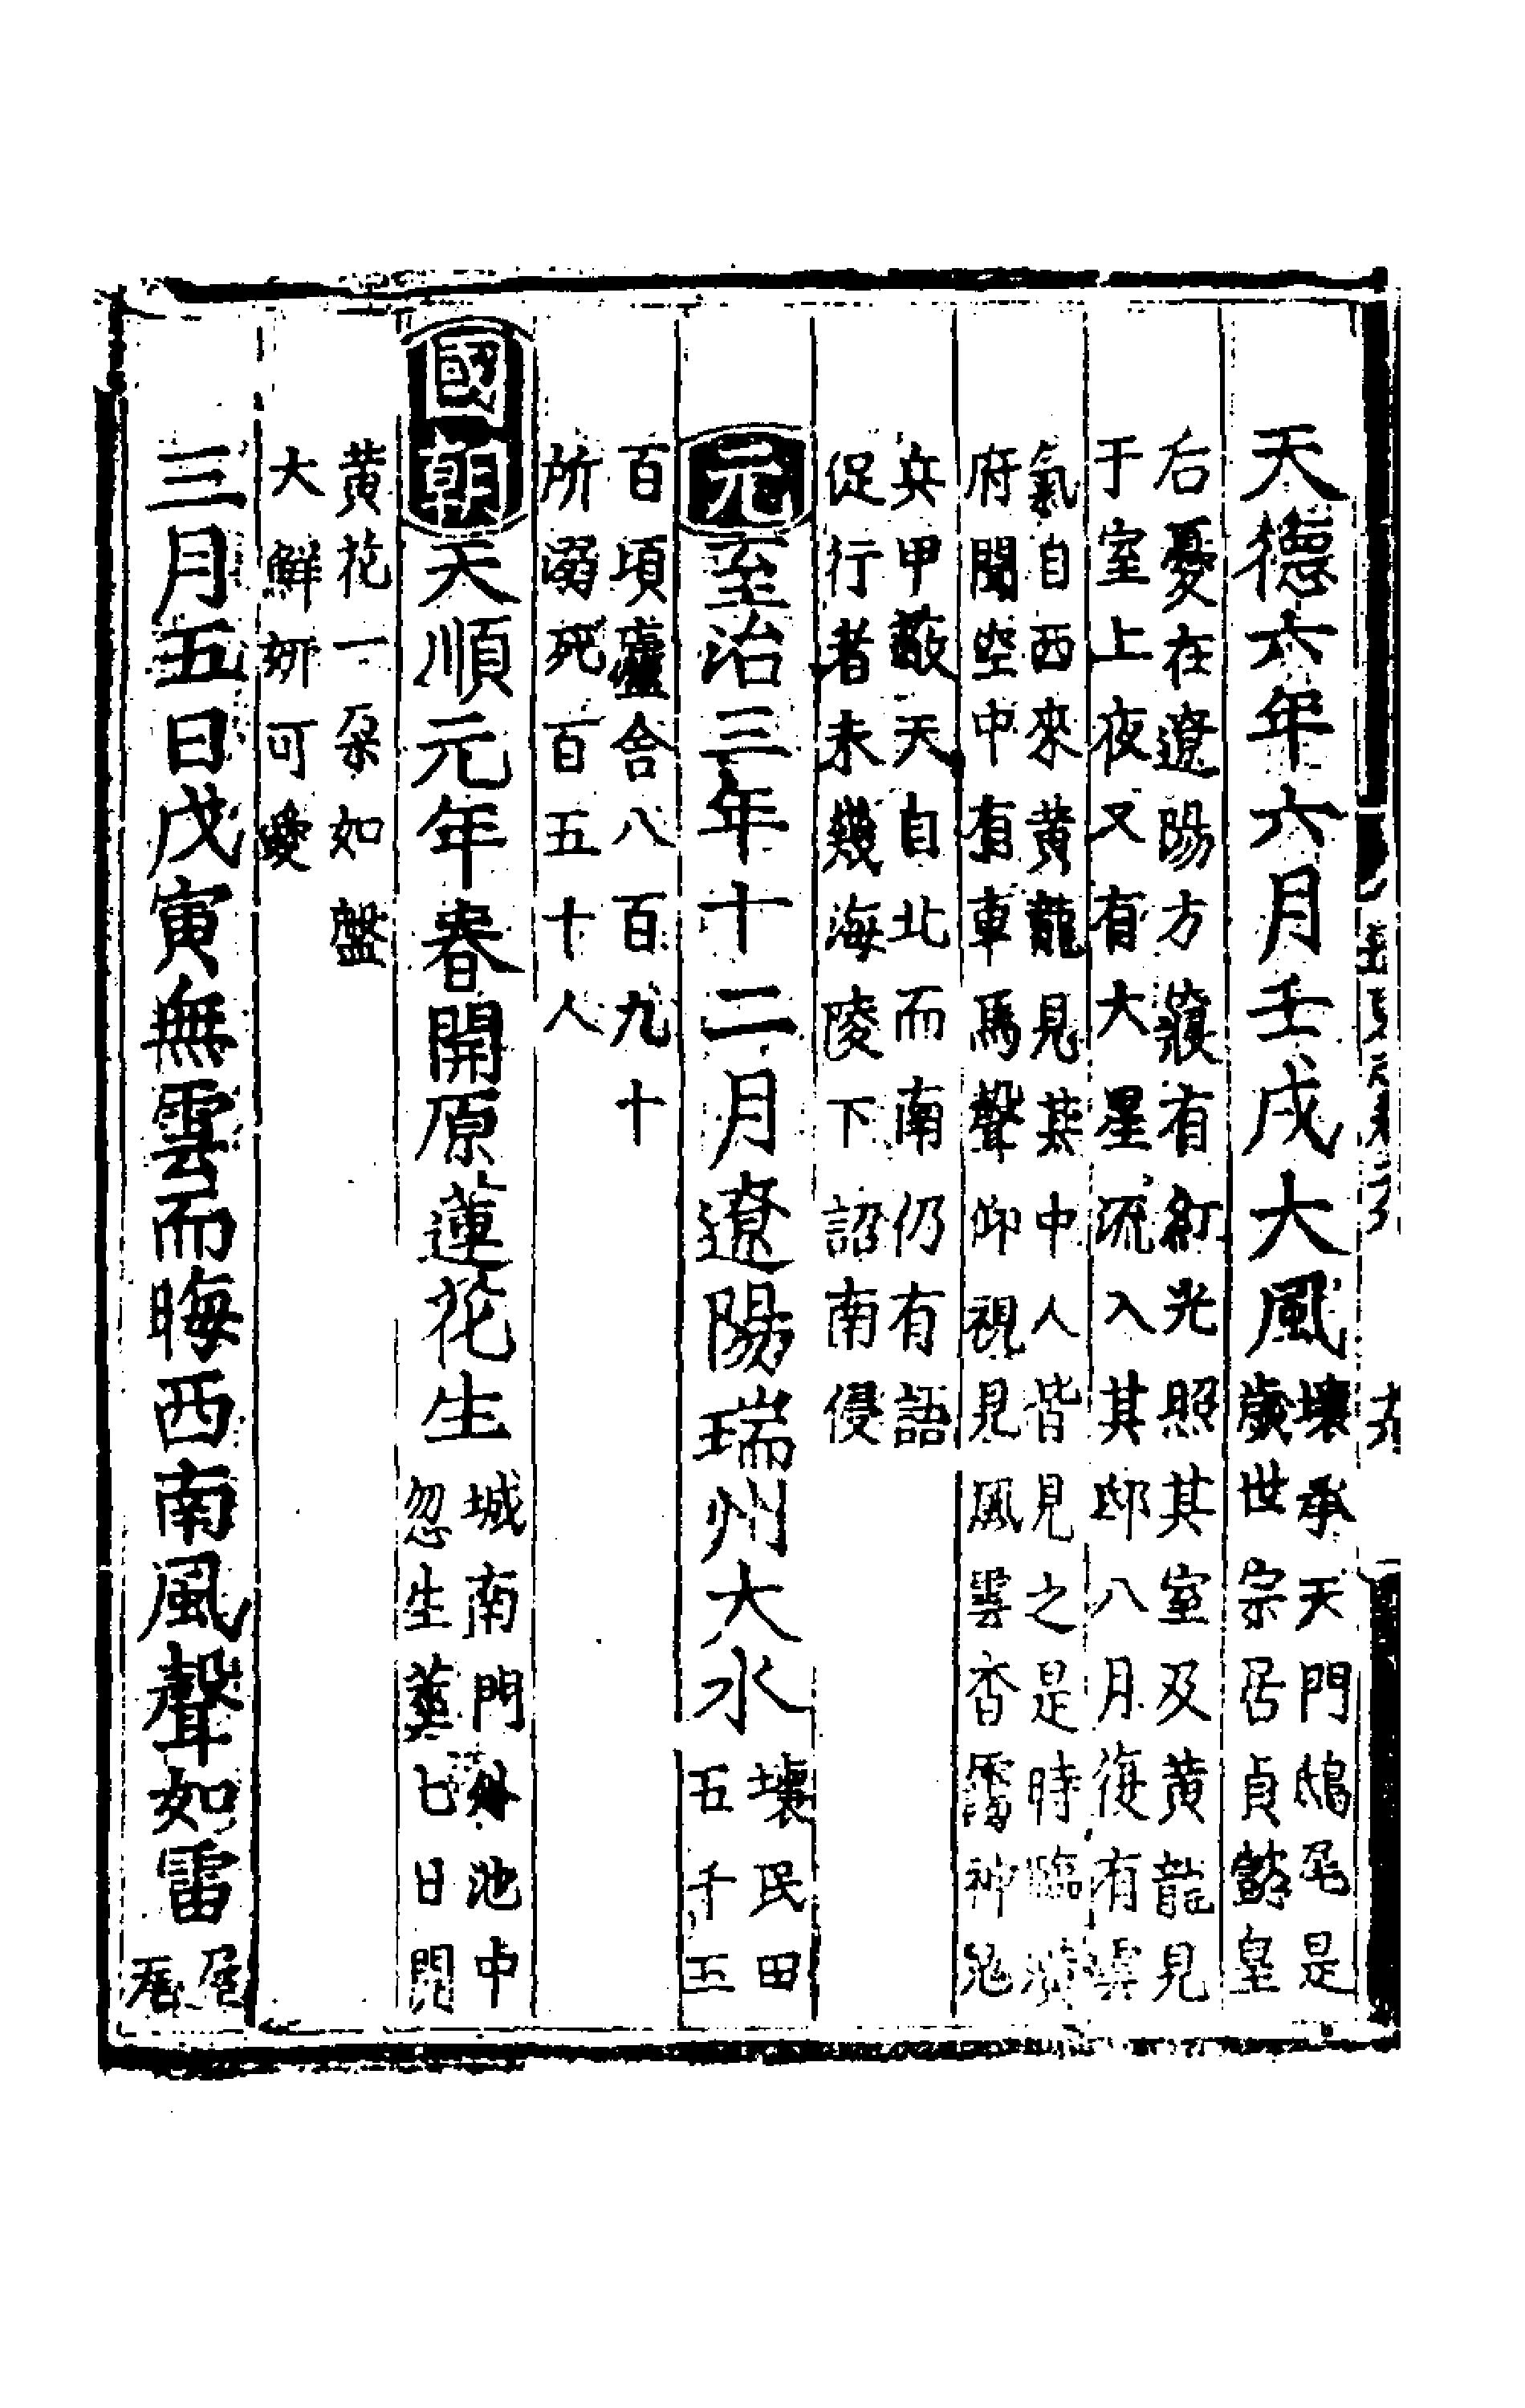 天德六年六月壬戌大風
壞承天門鴟尾是
歲世宗居貞懿皇
后憂在遼陽方寢有紅光照其室及黃龍見
于室上夜又有大星流入其邸八月復有雲
氣自西來黃龍見其中人皆見之是時臨潢
府聞空中有車馬聲仰視見風雲杳靄神鬼
兵甲蔽天自北而南仍有語
促行者未幾海陵下詔南侵
元至治三年十二月遼陽瑞州大水
壞民田
五千五
百頃廬舍八百九十
所溺死百五十人
國朝天順元年春開原蓮花生
城南門外池中
忽生葉七日開
黃花一朵如盤
大鮮妍可愛
三月五日戊寅無雲而晦西南風聲如雷